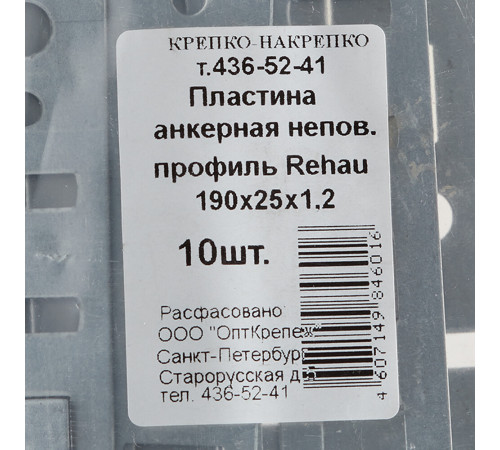 КРЕПКО-НАКРЕПКО
т.436-52-41
Пластина
анкерная непов.
профиль Rehau
190х25х1,2
10шт.
Расфасовано
ООО "ОптКрепеж"
Санкт-Петербург
Старорусская д.
тел. 436-52-41
4 607149 846016